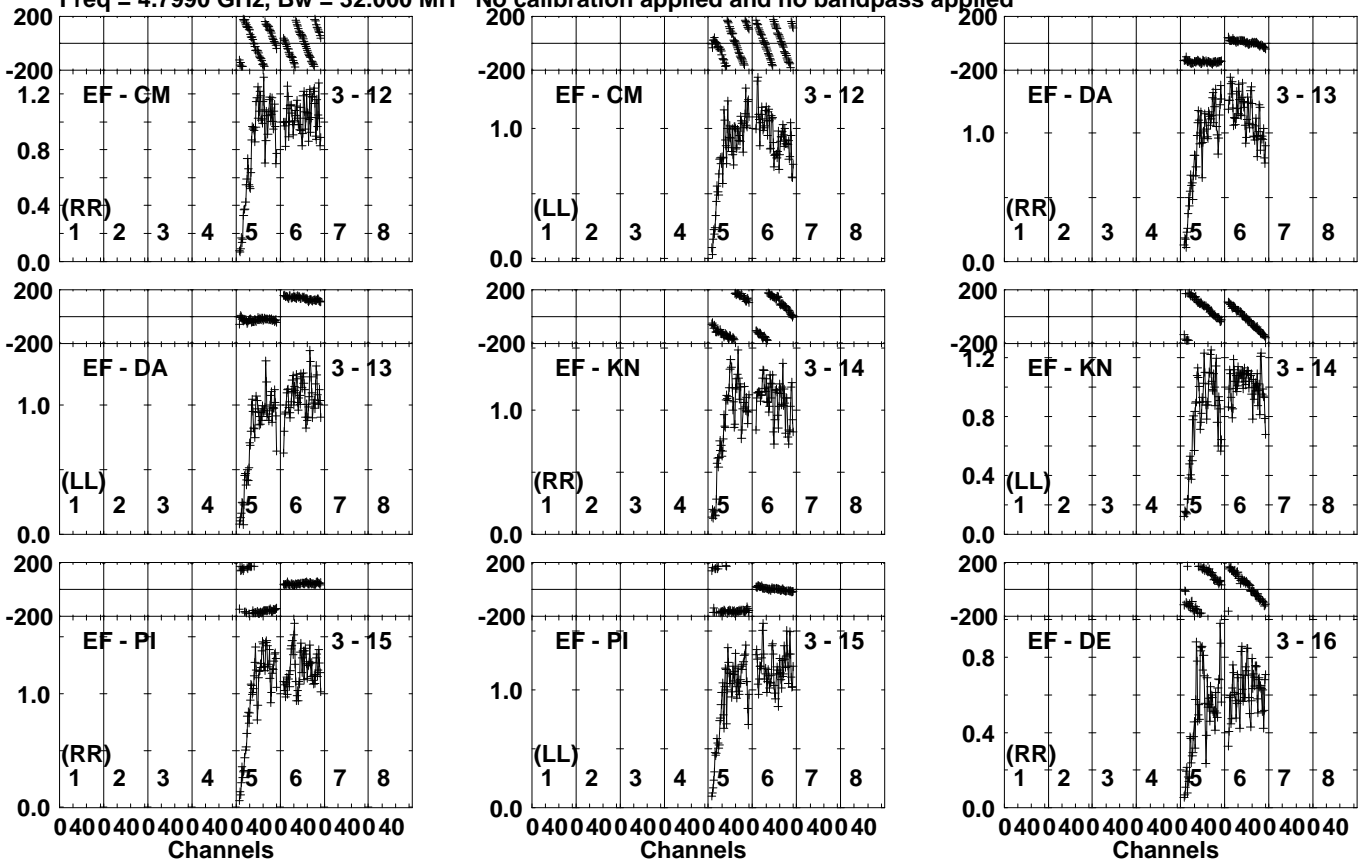 Freq = 4.7990 GHz, Bw = 32.000 MH No calibration applied and no bandpass applied
200 200 200
-200 -200 -200
EF - CM 3 - 12 EF - CM 3 - 12 EF - DA 3 - 13
1.2 1.0 1.0
0.8
0.4
(RR) (LL) (RR)
1 2 3 4 5 6 7 8 1 2 3 4 5 6 7 8 1 2 3 4 5 6 7 8
0.0 0.0 0.0
200 200 200
-200 -200 -200
EF - DA 3 - 13 EF - KN 3 - 14 EF - KN 3 - 14
1.0 1.0 1.2
0.8
0.4
(LL) (RR) (LL)
1 2 3 4 5 6 7 8 1 2 3 4 5 6 7 8 1 2 3 4 5 6 7 8
0.0 0.0 0.0
200 200 200
-200 -200 -200
EF - PI 3 - 15 EF - PI 3 - 15 EF - DE 3 - 16
1.0 1.0 0.8
0.4
(RR) (LL) (RR)
1 2 3 4 5 6 7 8 1 2 3 4 5 6 7 8 1 2 3 4 5 6 7 8
0.0 0.0 0.0
0 40 0 40 0 40 0 40 0 40 0 40 0 40 0 40 0 40 0 40 0 40 0 40 0 40 0 40 0 40 0 40 0 40 0 40 0 40 0 40 0 40 0 40 0 40 0 40
Channels Channels Channels